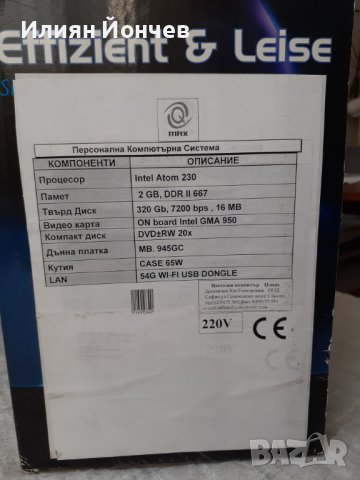 Илиян Йончев
Effizient & Leise
Q
max
Персонална Компютърна Система
КОМПОНЕНТИ ОПИСАНИЕ
Процесор Intel Atom 230
Памет 2 GB, DDR II 667
Твърд Диск 320 Gb, 7200 bps , 16 MB
Видео карта ON board Intel GMA 950
Компакт диск DVD±RW 20x
Дънна платка MB. 945GC
Кутия CASE 65W
LAN 54G WI-FI USB DONGLE
220V CE
BAZAR